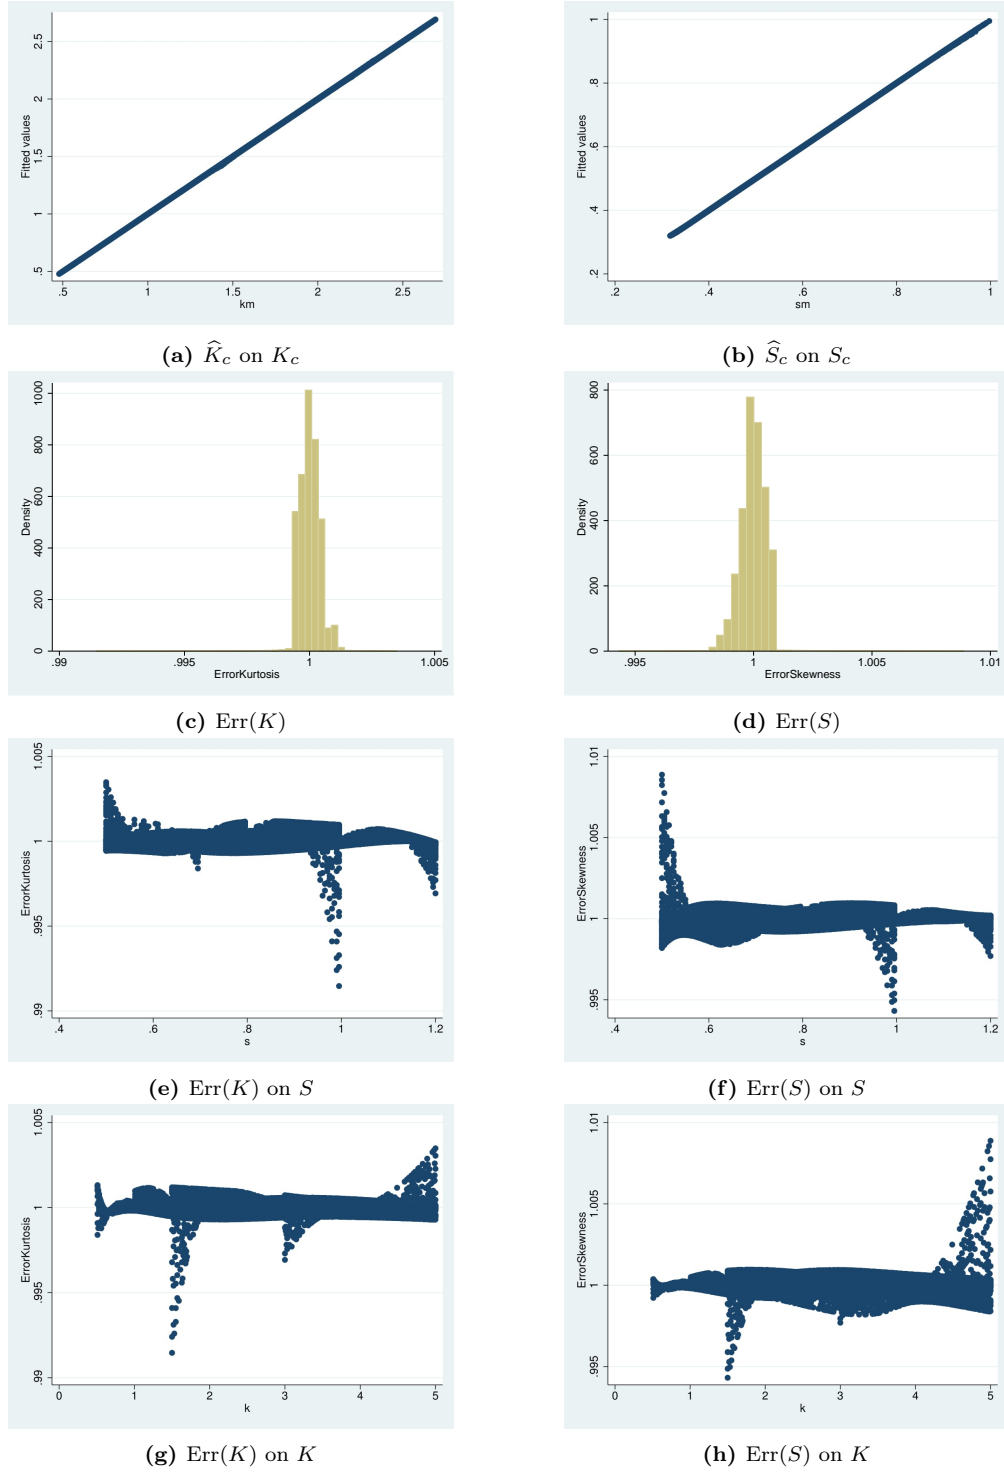 2.5
2
1.5
1
.5
Fitted values
.5 1 1.5 2 2.5
km
1
.8
.6
.4
.2
Fitted values
.2 .4 .6 .8 1
sm
(a) K̂c on Kc
(b) Ŝc on Sc
1000
800
600
400
200
0
Density
.99 .995 1 1.005
ErrorKurtosis
800
600
400
200
0
Density
.995 1 1.005 1.01
ErrorSkewness
(c) Err(K)
(d) Err(S)
1.005
1
.995
.99
ErrorKurtosis
.4 .6 .8 1 1.2
s
1.01
1.005
1
.995
ErrorSkewness
.4 .6 .8 1 1.2
s
(e) Err(K) on S
(f) Err(S) on S
1.005
1
.995
.99
ErrorKurtosis
0 1 2 3 4 5
k
1.01
1.005
1
.995
ErrorSkewness
0 1 2 3 4 5
k
(g) Err(K) on K
(h) Err(S) on K